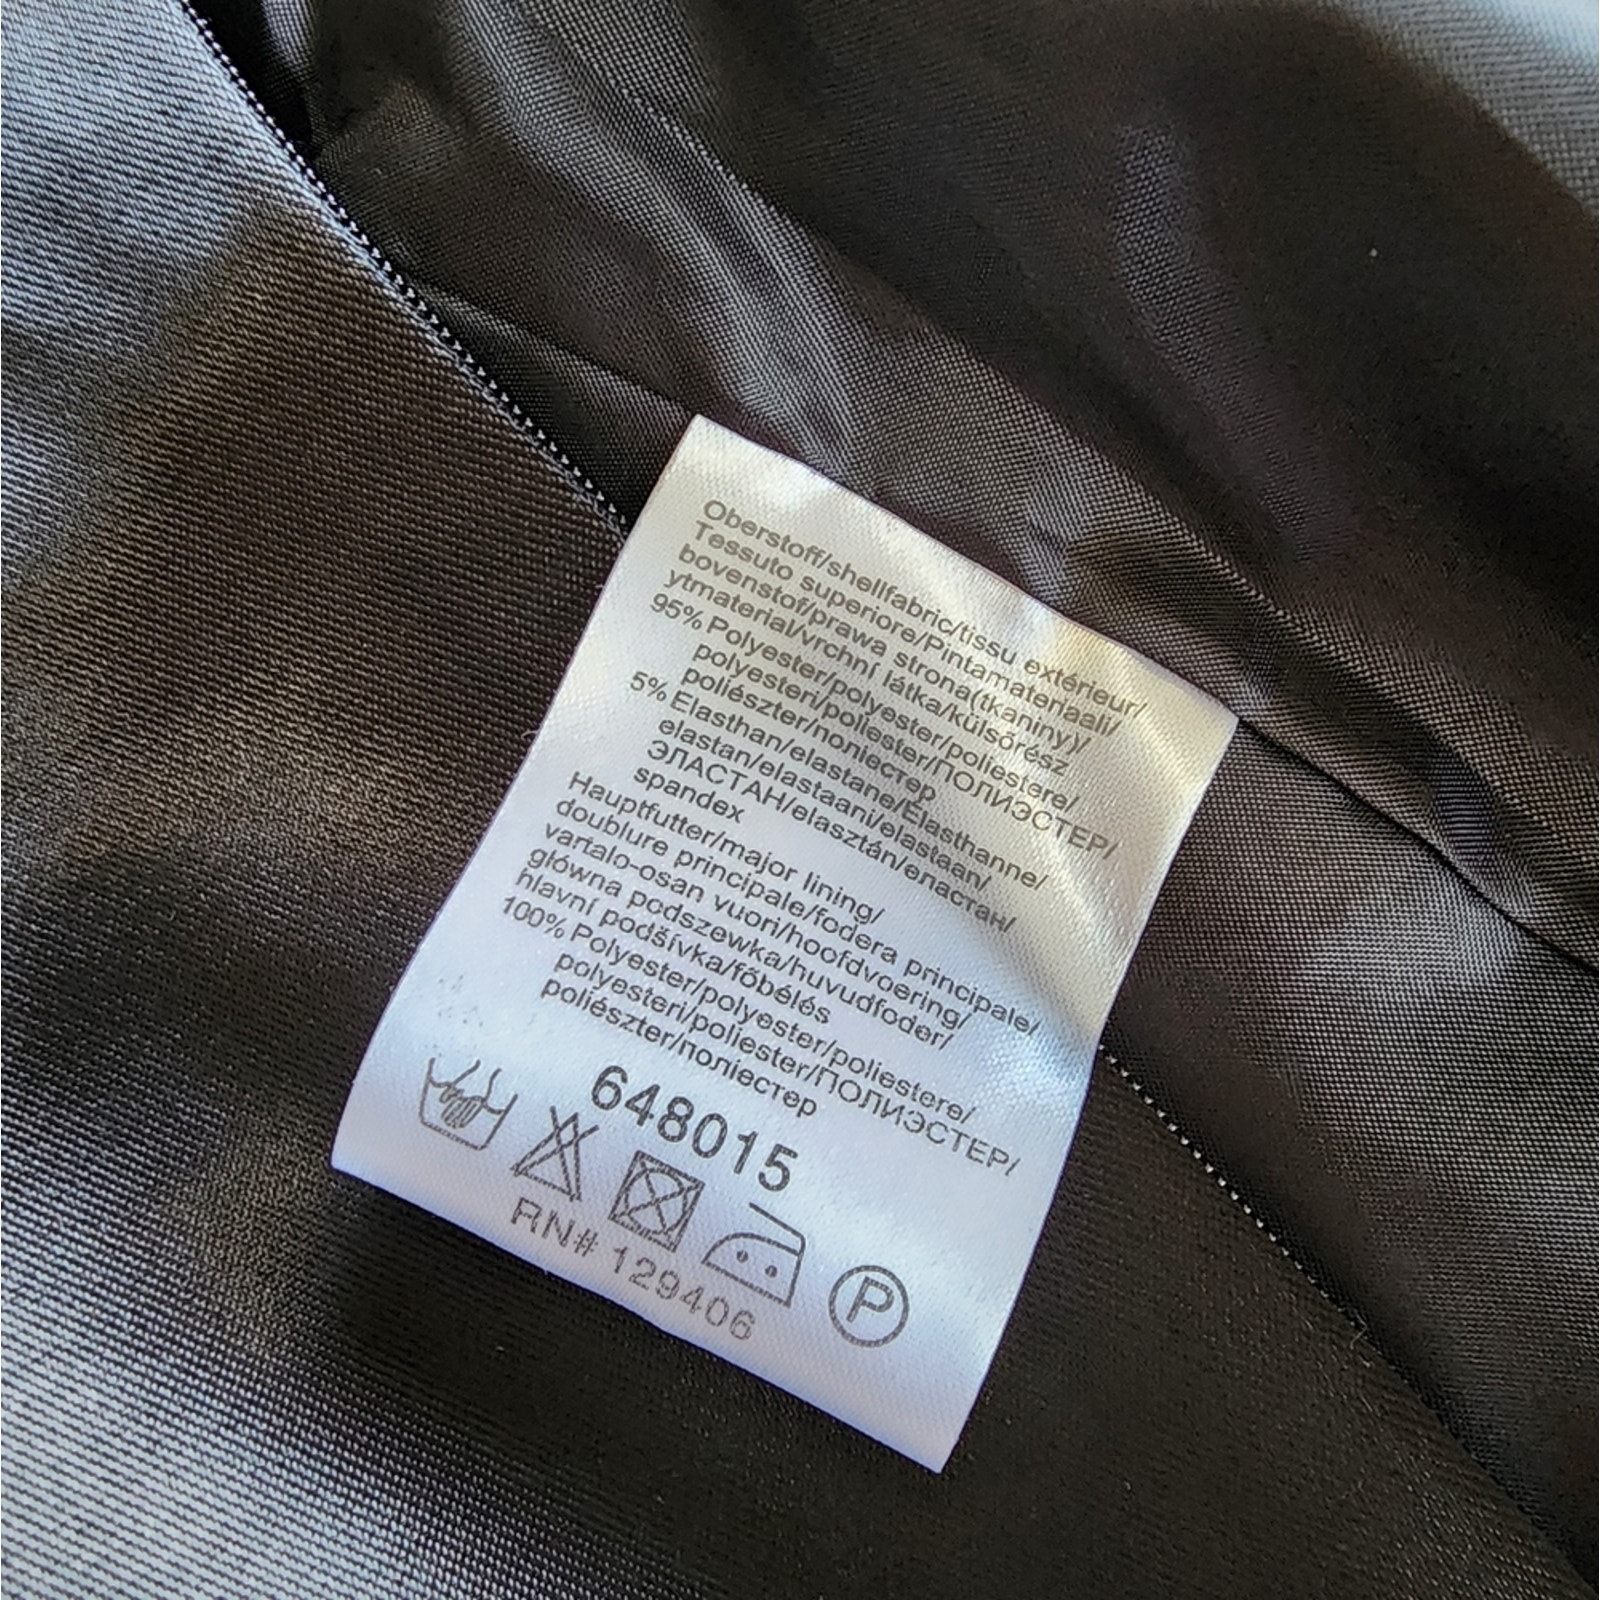 Oberstoff/shellfabric/tissu extérieur/
Tessuto superiore/Pintamateriaali/
bovenstof/prawa strona(tkaniny)/
ytmaterial/vrchní látka/külsőrész
95% Polyester/polyester/poliestere/
polyesteri/poliester/ПОЛИЭСТЕР/
poliészter/поліестер
5% Elasthan/elastane/Elasthanne/
elastan/elastaani/elastaan/
ЭЛАСТАН/elasztán/еластан/
spandex
Hauptfutter/major lining/
doublure principale/fodera principale/
vartalo-osan vuori/hoofdvoering/
główna podszewka/huvudfoder/
hlavní podšívka/főbélés
100% Polyester/polyester/poliestere/
polyesteri/poliester/ПОЛИЭСТЕР/
poliészter/поліестер
648015
P
RN# 129406